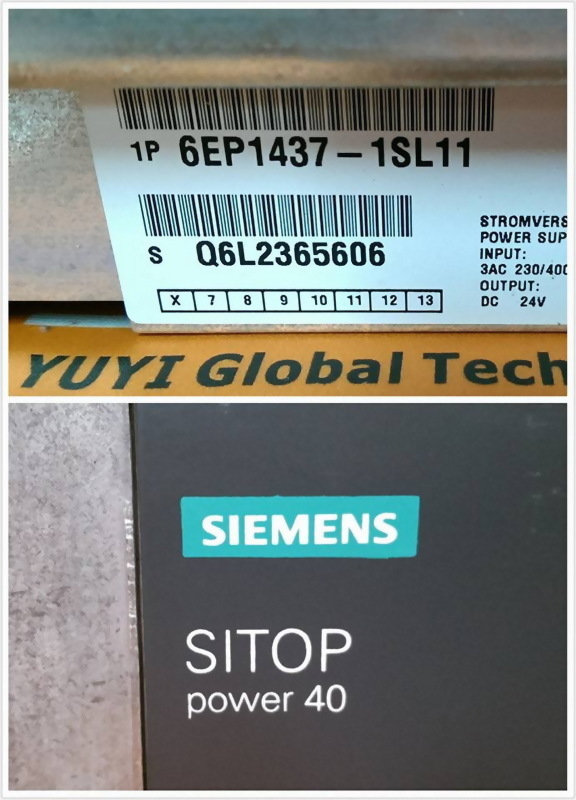 1P 6EP1437-1SL11
S Q6L2365606
X 7 8 9 10 11 12 13
STROMVERS
POWER SUP
INPUT:
3AC 230/400
OUTPUT:
DC 24V
YUYI Global Tech
SIEMENS
SITOP
power 40